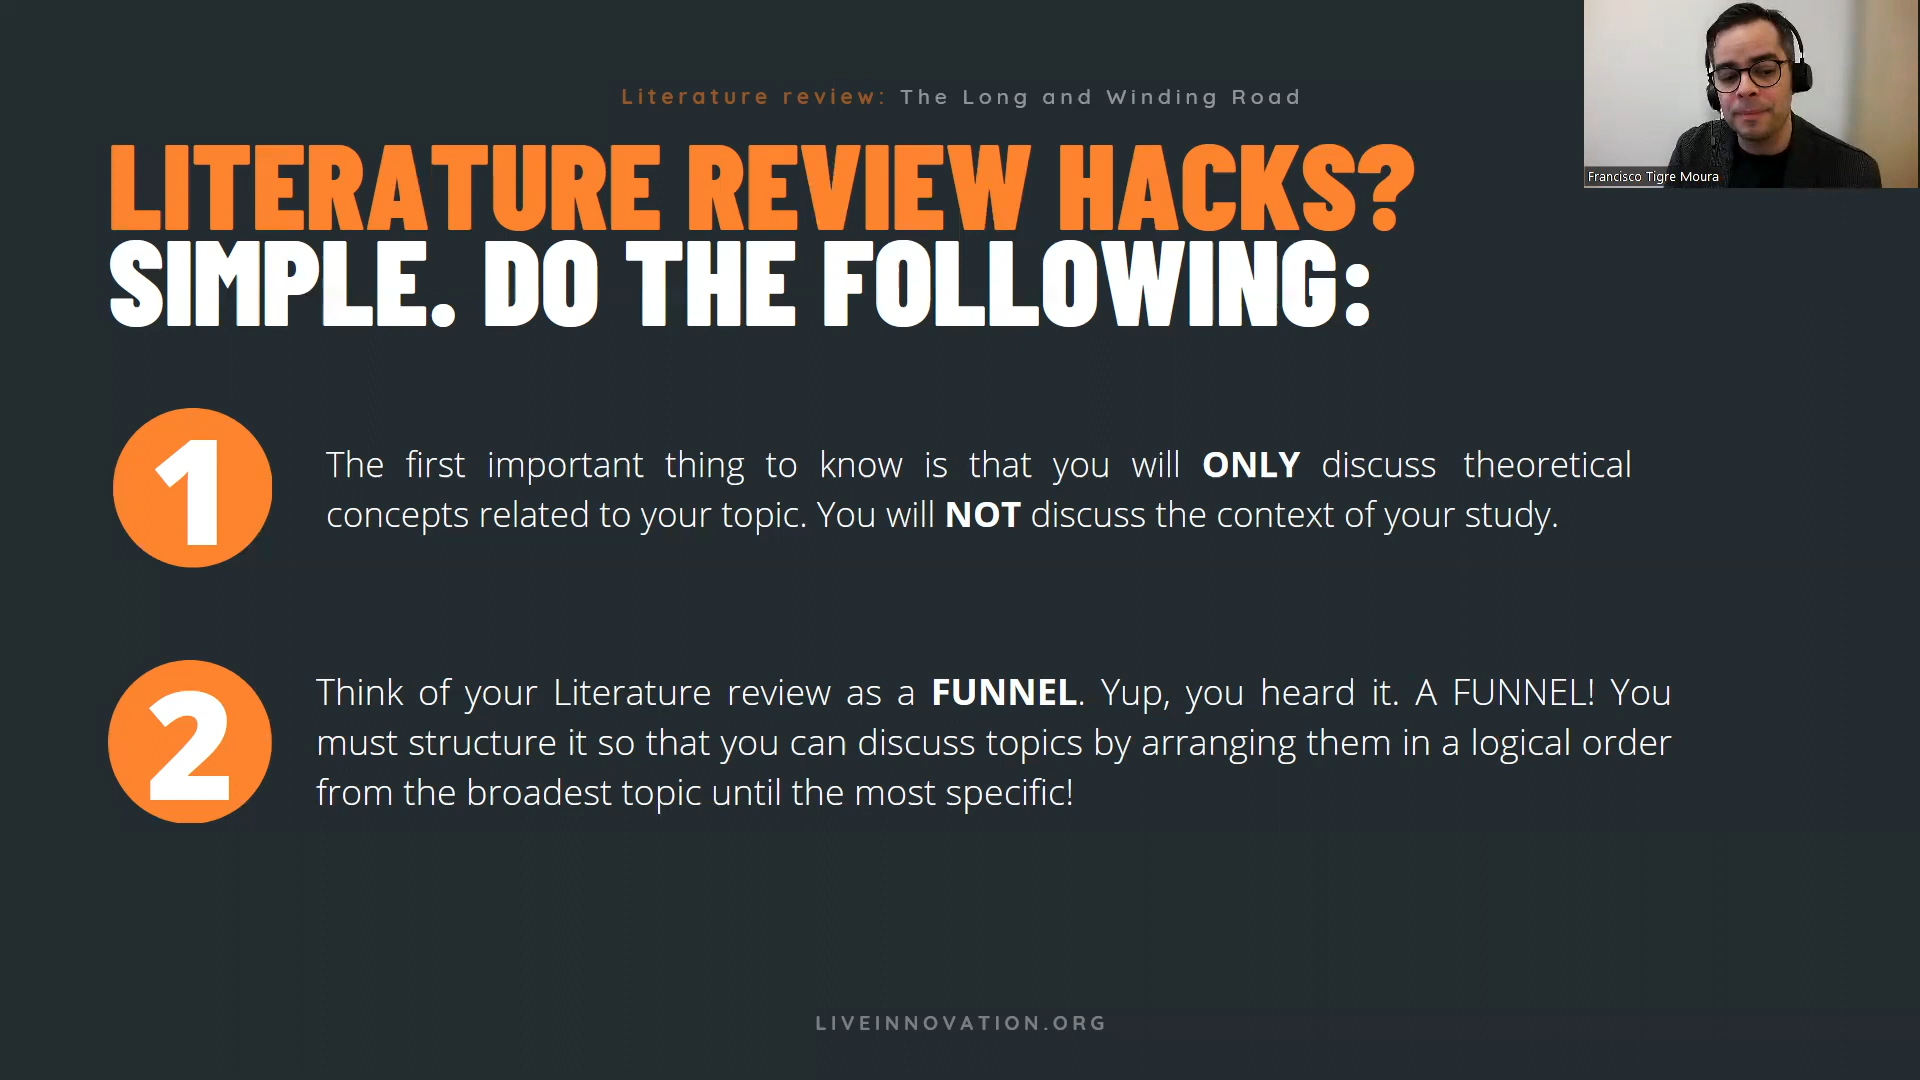 Literature review: The Long and Winding Road
LITERATURE REVIEW HACKS?
SIMPLE. DO THE FOLLOWING:
Francisco Tigre Moura
1
The first important thing to know is that you will ONLY discuss theoretical
concepts related to your topic. You will NOT discuss the context of your study.
2
Think of your Literature review as a FUNNEL. Yup, you heard it. A FUNNEL! You
must structure it so that you can discuss topics by arranging them in a logical order
from the broadest topic until the most specific!
LIVEINNOVATION.ORG